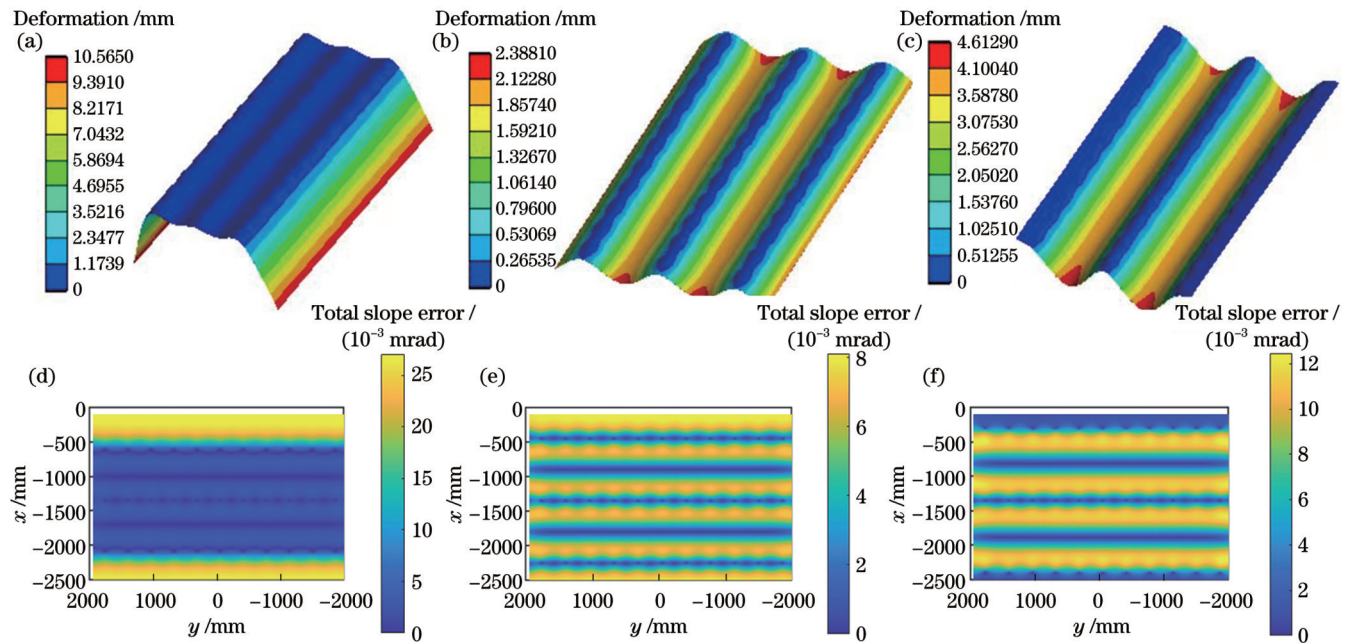 Deformation /mm
(a)
10.5650
9.3910
8.2171
7.0432
5.8694
4.6955
3.5216
2.3477
1.1739
0
Deformation /mm
(b)
2.38810
2.12280
1.85740
1.59210
1.32670
1.06140
0.79600
0.53069
0.26535
0
Deformation /mm
(c)
4.61290
4.10040
3.58780
3.07530
2.56270
2.05020
1.53760
1.02510
0.51255
0
Total slope error /
(10⁻³ mrad)
(d)
25
20
15
10
5
0
0
-500
-1000
-1500
-2000
-2500
x /mm
2000 1000 0 -1000 -2000
y /mm
Total slope error /
(10⁻³ mrad)
(e)
8
6
4
2
0
0
-500
-1000
-1500
-2000
-2500
x /mm
2000 1000 0 -1000 -2000
y /mm
Total slope error /
(10⁻³ mrad)
(f)
12
10
8
6
4
2
0
0
-500
-1000
-1500
-2000
-2500
x /mm
2000 1000 0 -1000 -2000
y /mm